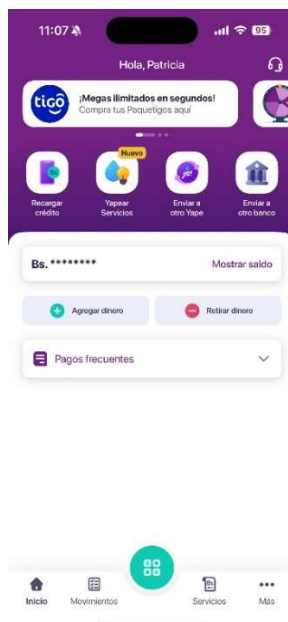 11:07
95
Hola, Patricia
tigo
¡Megas ilimitados en segundos!
Compra tus Paquetigos aquí
Nuevo
Recargar crédito
Yapear Servicios
Enviar a otro Yape
Enviar a otro banco
Bs. ********
Mostrar saldo
Agregar dinero
Retirar dinero
Pagos frecuentes
Inicio
Movimientos
Servicios
Más